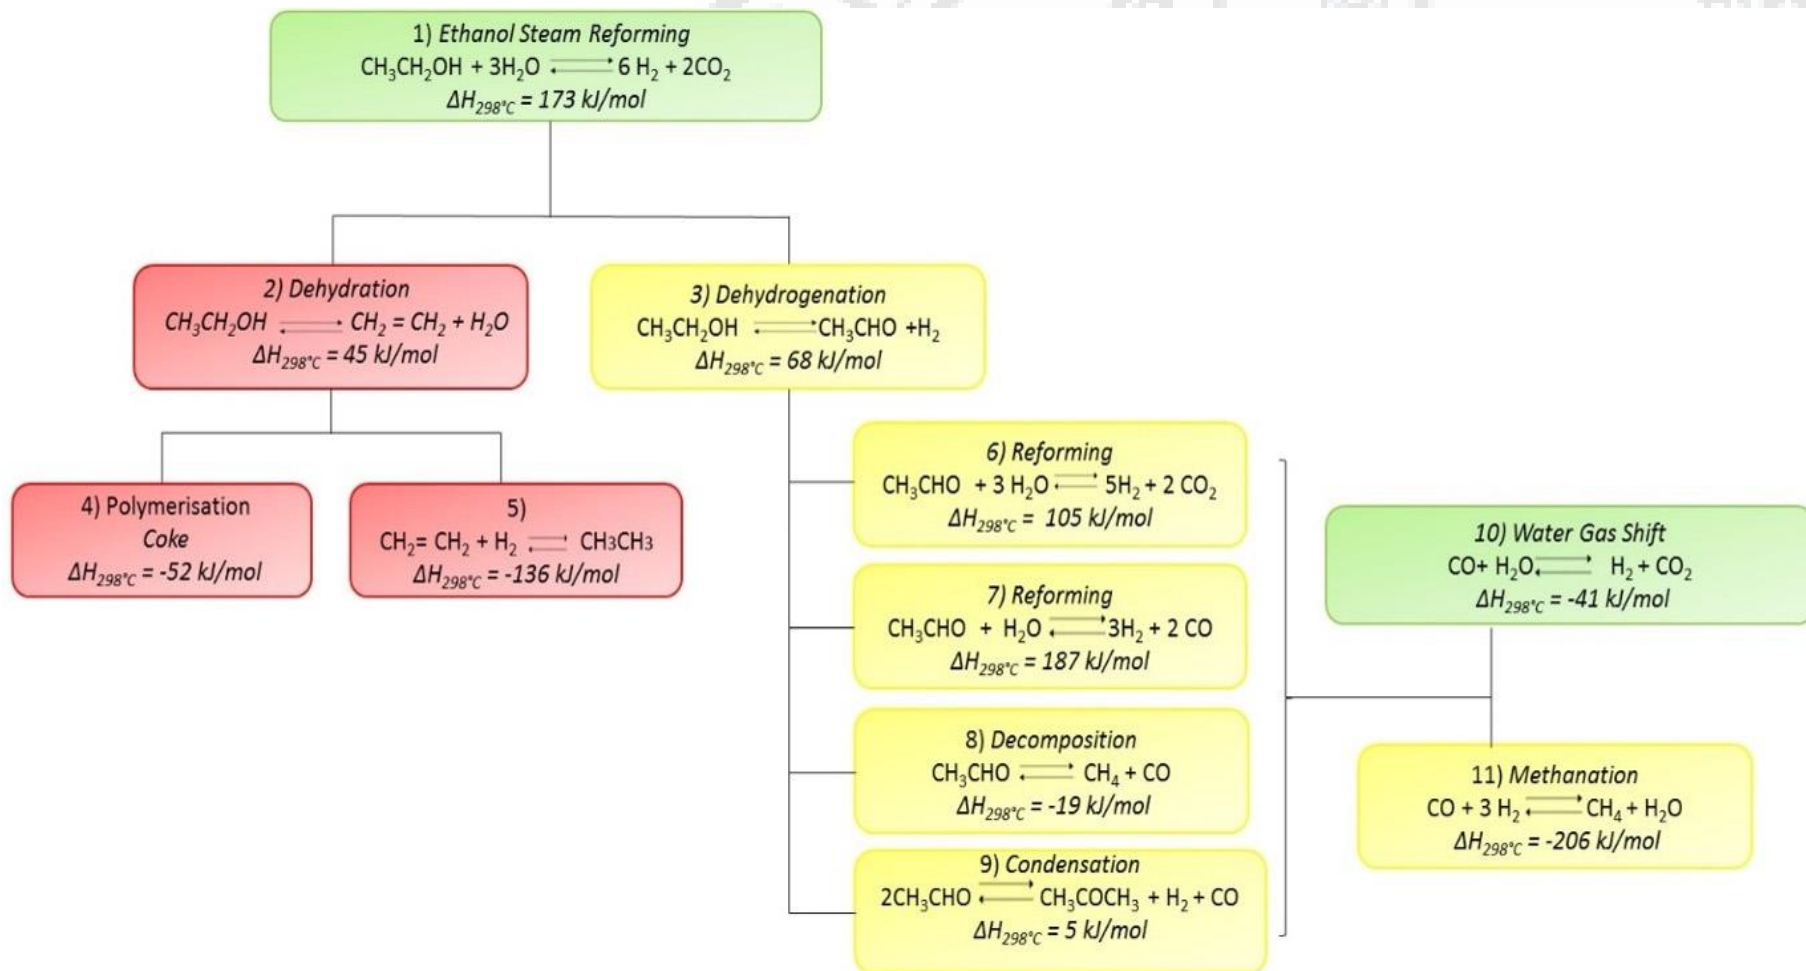 1) Ethanol Steam Reforming
CH₃CH₂OH + 3H₂O ⇌ 6 H₂ + 2CO₂
ΔH₂₉₈°C = 173 kJ/mol
2) Dehydration
CH₃CH₂OH ⇌ CH₂ = CH₂ + H₂O
ΔH₂₉₈°C = 45 kJ/mol
3) Dehydrogenation
CH₃CH₂OH ⇌ CH₃CHO +H₂
ΔH₂₉₈°C = 68 kJ/mol
4) Polymerisation
Coke
ΔH₂₉₈°C = -52 kJ/mol
5)
CH₂= CH₂ + H₂ ⇌ CH3CH3
ΔH₂₉₈°C = -136 kJ/mol
6) Reforming
CH₃CHO + 3 H₂O ⇌ 5H₂ + 2 CO₂
ΔH₂₉₈°C = 105 kJ/mol
7) Reforming
CH₃CHO + H₂O ⇌ 3H₂ + 2 CO
ΔH₂₉₈°C = 187 kJ/mol
8) Decomposition
CH₃CHO ⇌ CH₄ + CO
ΔH₂₉₈°C = -19 kJ/mol
9) Condensation
2CH₃CHO ⇌ CH₃COCH₃ + H₂ + CO
ΔH₂₉₈°C = 5 kJ/mol
10) Water Gas Shift
CO+ H₂O ⇌ H₂ + CO₂
ΔH₂₉₈°C = -41 kJ/mol
11) Methanation
CO + 3 H₂ ⇌ CH₄ + H₂O
ΔH₂₉₈°C = -206 kJ/mol